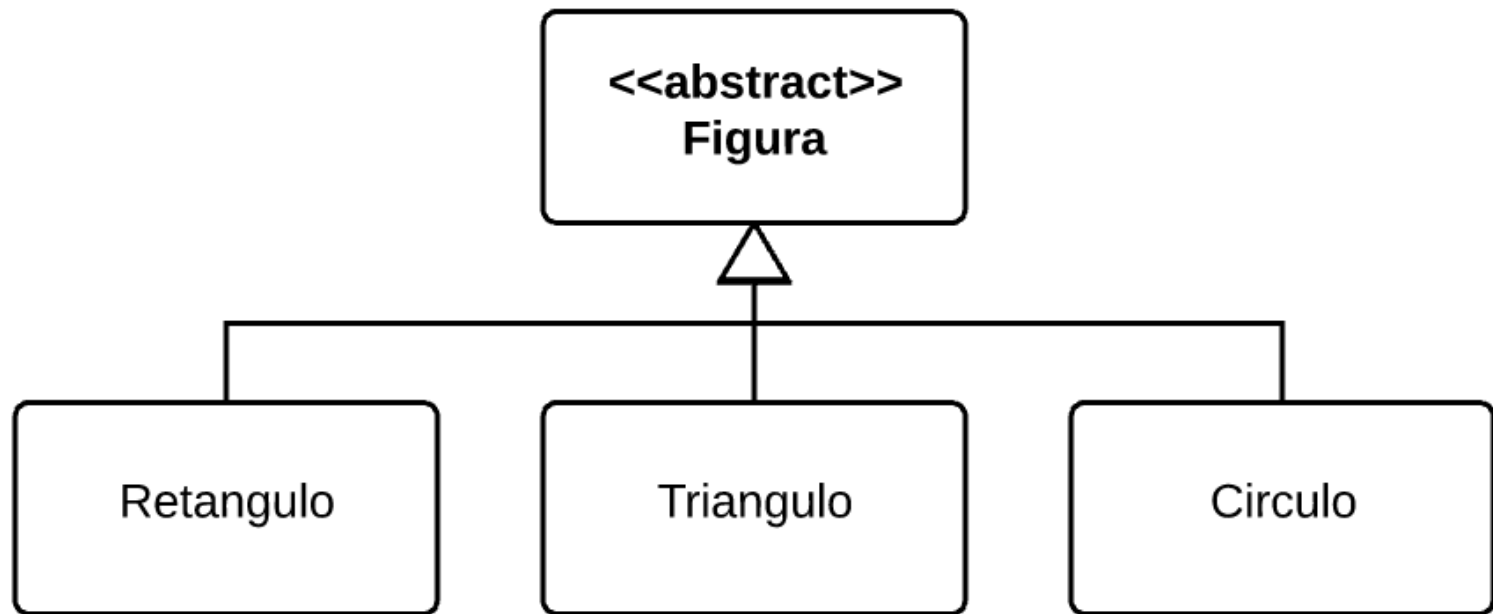 <<abstract>>
Figura
Retangulo
Triangulo
Circulo